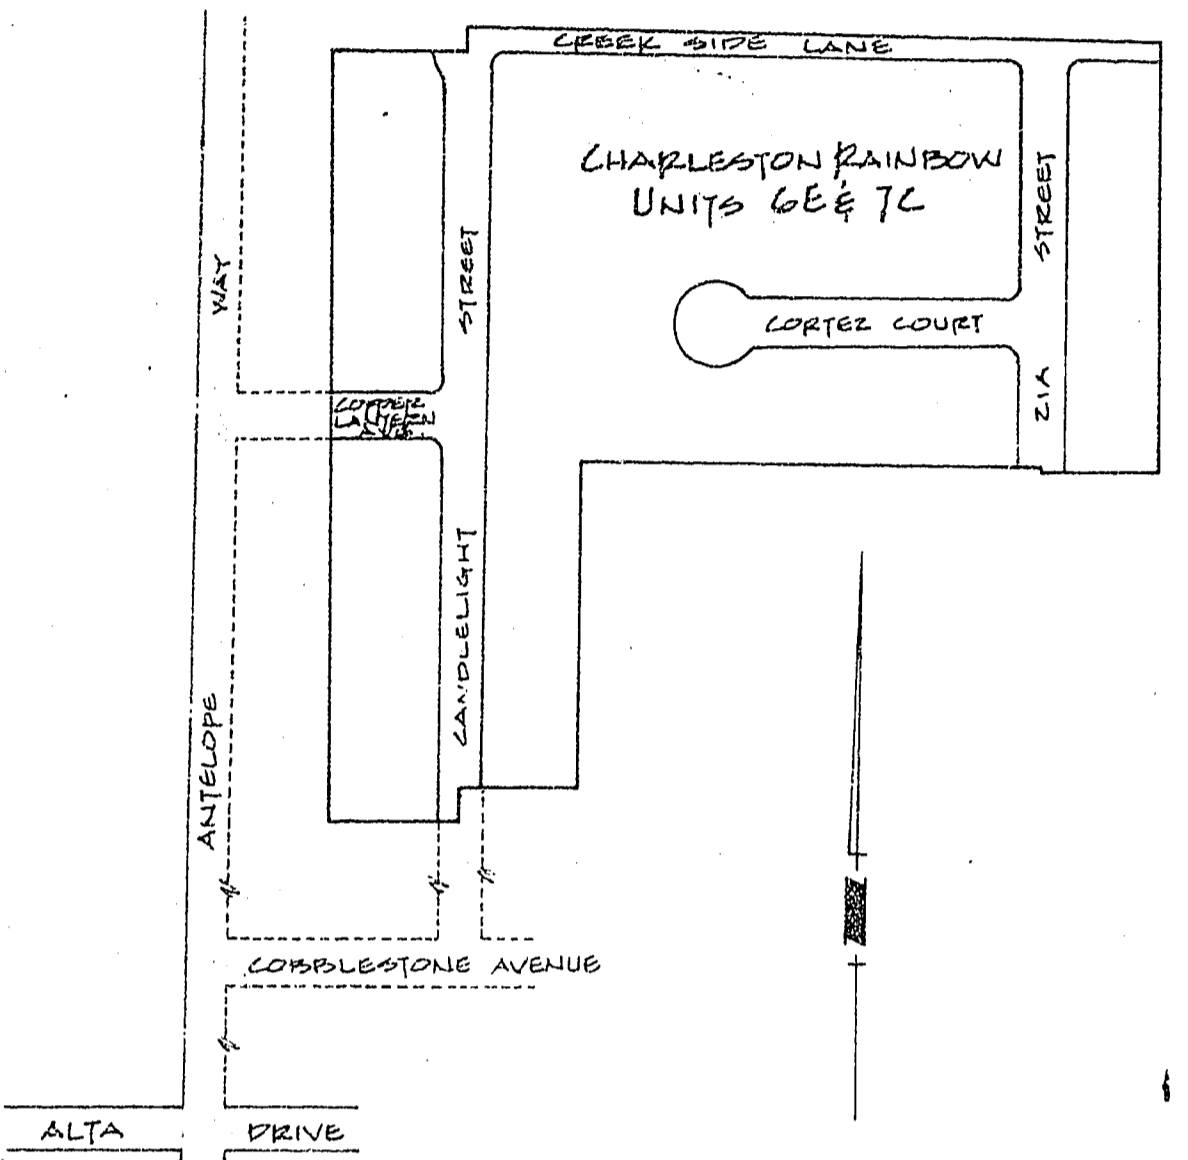 CREEK SIDE LANE
CHARLESTON RAINBOW
UNITS 6E & 7C
STREET
WAY
STREET
CORTEZ COURT
ZIA
COPPER
LANTERN
AVE.
CANDLELIGHT
ANTELOPE
COBBLESTONE AVENUE
ALTA DRIVE